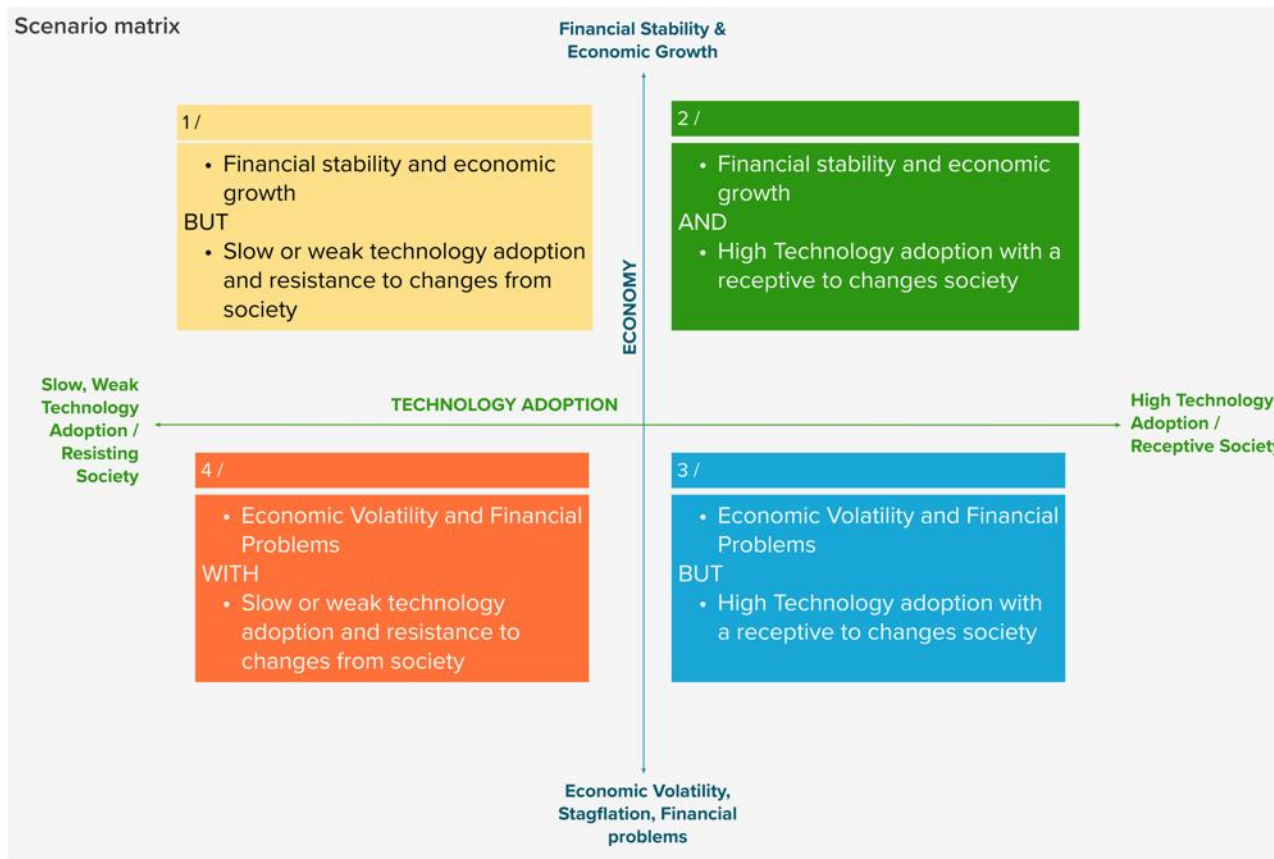 Scenario matrix
Financial Stability &
Economic Growth
1 /
• Financial stability and economic
growth
BUT
• Slow or weak technology adoption
and resistance to changes from
society
2 /
• Financial stability and economic
growth
AND
• High Technology adoption with a
receptive to changes society
ECONOMY
Slow, Weak
Technology
Adoption /
Resisting
Society
TECHNOLOGY ADOPTION
High Technology
Adoption /
Receptive Society
4 /
• Economic Volatility and Financial
Problems
WITH
• Slow or weak technology
adoption and resistance to
changes from society
3 /
• Economic Volatility and Financial
Problems
BUT
• High Technology adoption with
a receptive to changes society
Economic Volatility,
Stagflation, Financial
problems